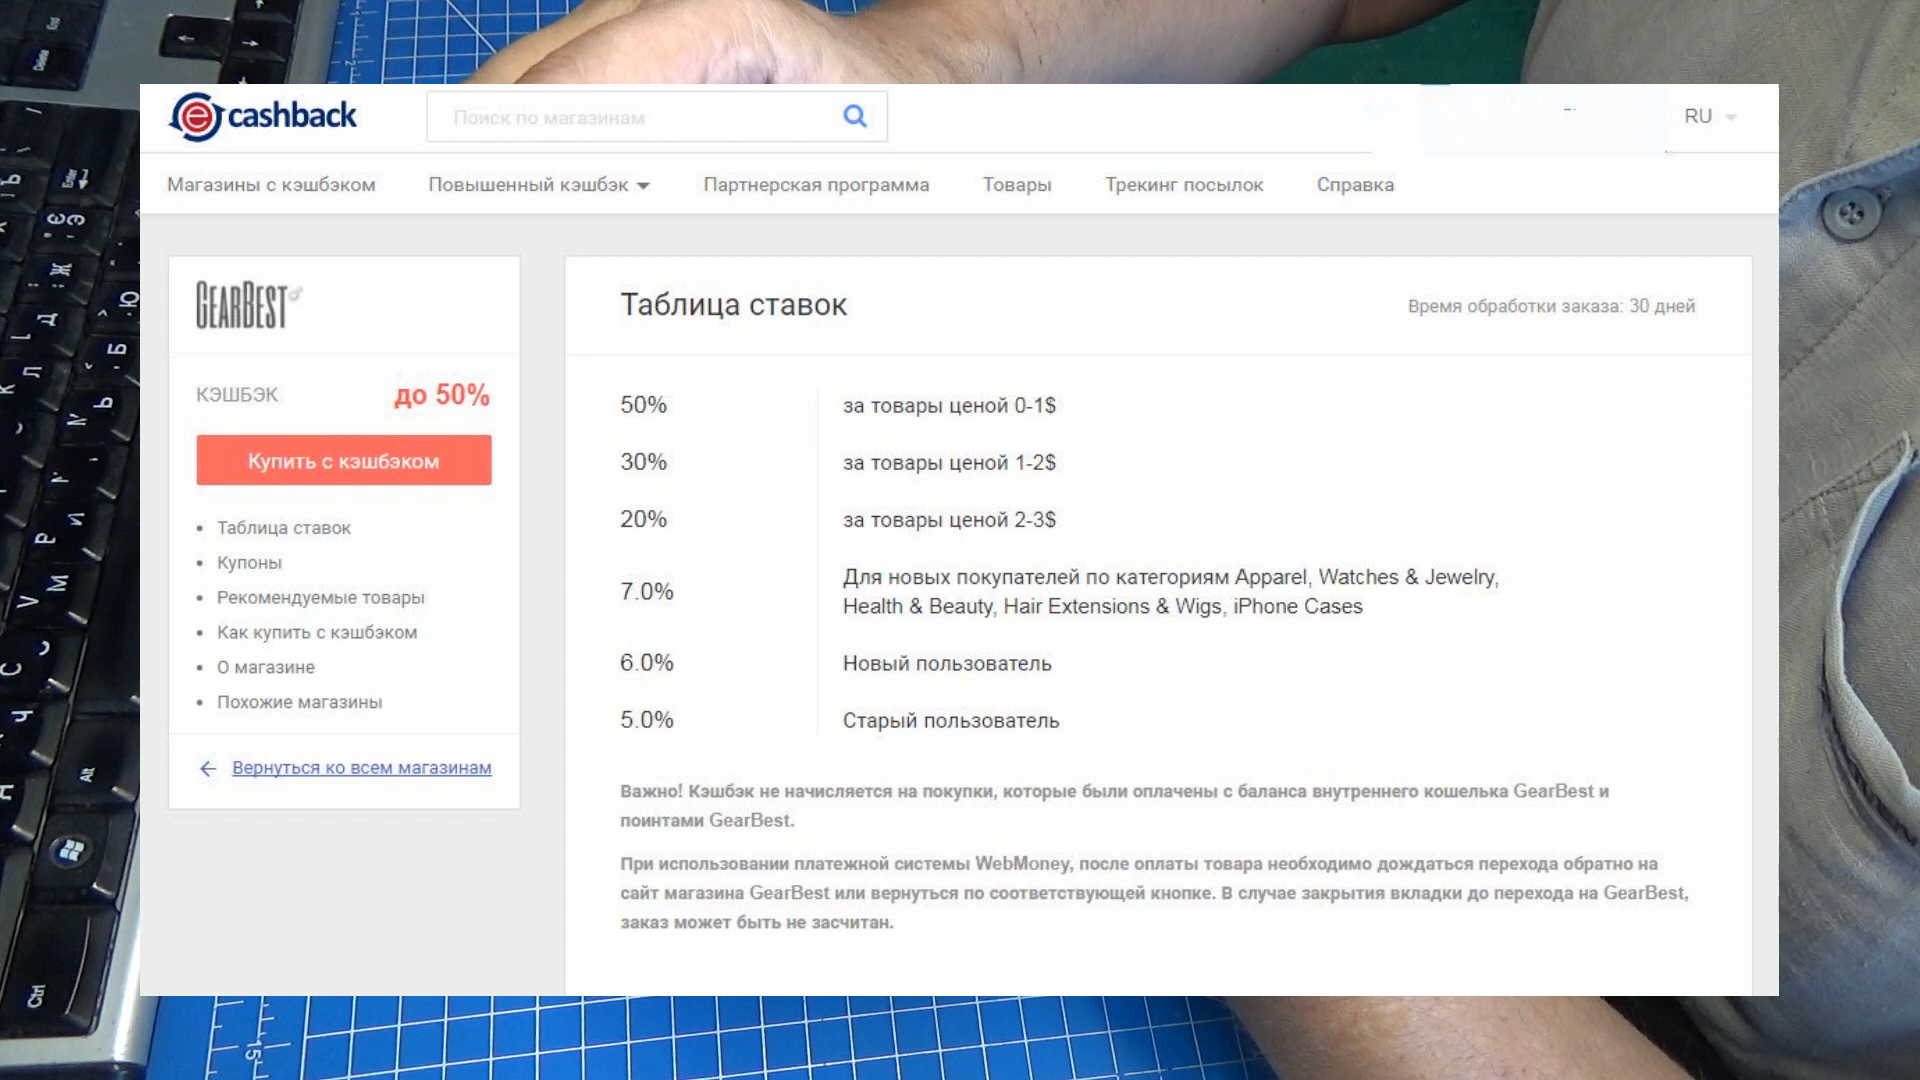 e cashback
Поиск по магазинам
RU
Магазины с кэшбэком
Повышенный кэшбэк
Партнерская программа
Товары
Трекинг посылок
Справка
GEARBEST
КЭШБЭК
до 50%
Купить с кэшбэком
Таблица ставок
Купоны
Рекомендуемые товары
Как купить с кэшбэком
О магазине
Похожие магазины
Вернуться ко всем магазинам
Таблица ставок
Время обработки заказа: 30 дней
50% за товары ценой 0-1$
30% за товары ценой 1-2$
20% за товары ценой 2-3$
7.0% Для новых покупателей по категориям Apparel, Watches & Jewelry,
Health & Beauty, Hair Extensions & Wigs, iPhone Cases
6.0% Новый пользователь
5.0% Старый пользователь
Важно! Кэшбэк не начисляется на покупки, которые были оплачены с баланса внутреннего кошелька GearBest и
поинтами GearBest.
При использовании платежной системы WebMoney, после оплаты товара необходимо дождаться перехода обратно на
сайт магазина GearBest или вернуться по соответствующей кнопке. В случае закрытия вкладки до перехода на GearBest,
заказ может быть не засчитан.
Ctrl
Alt
15